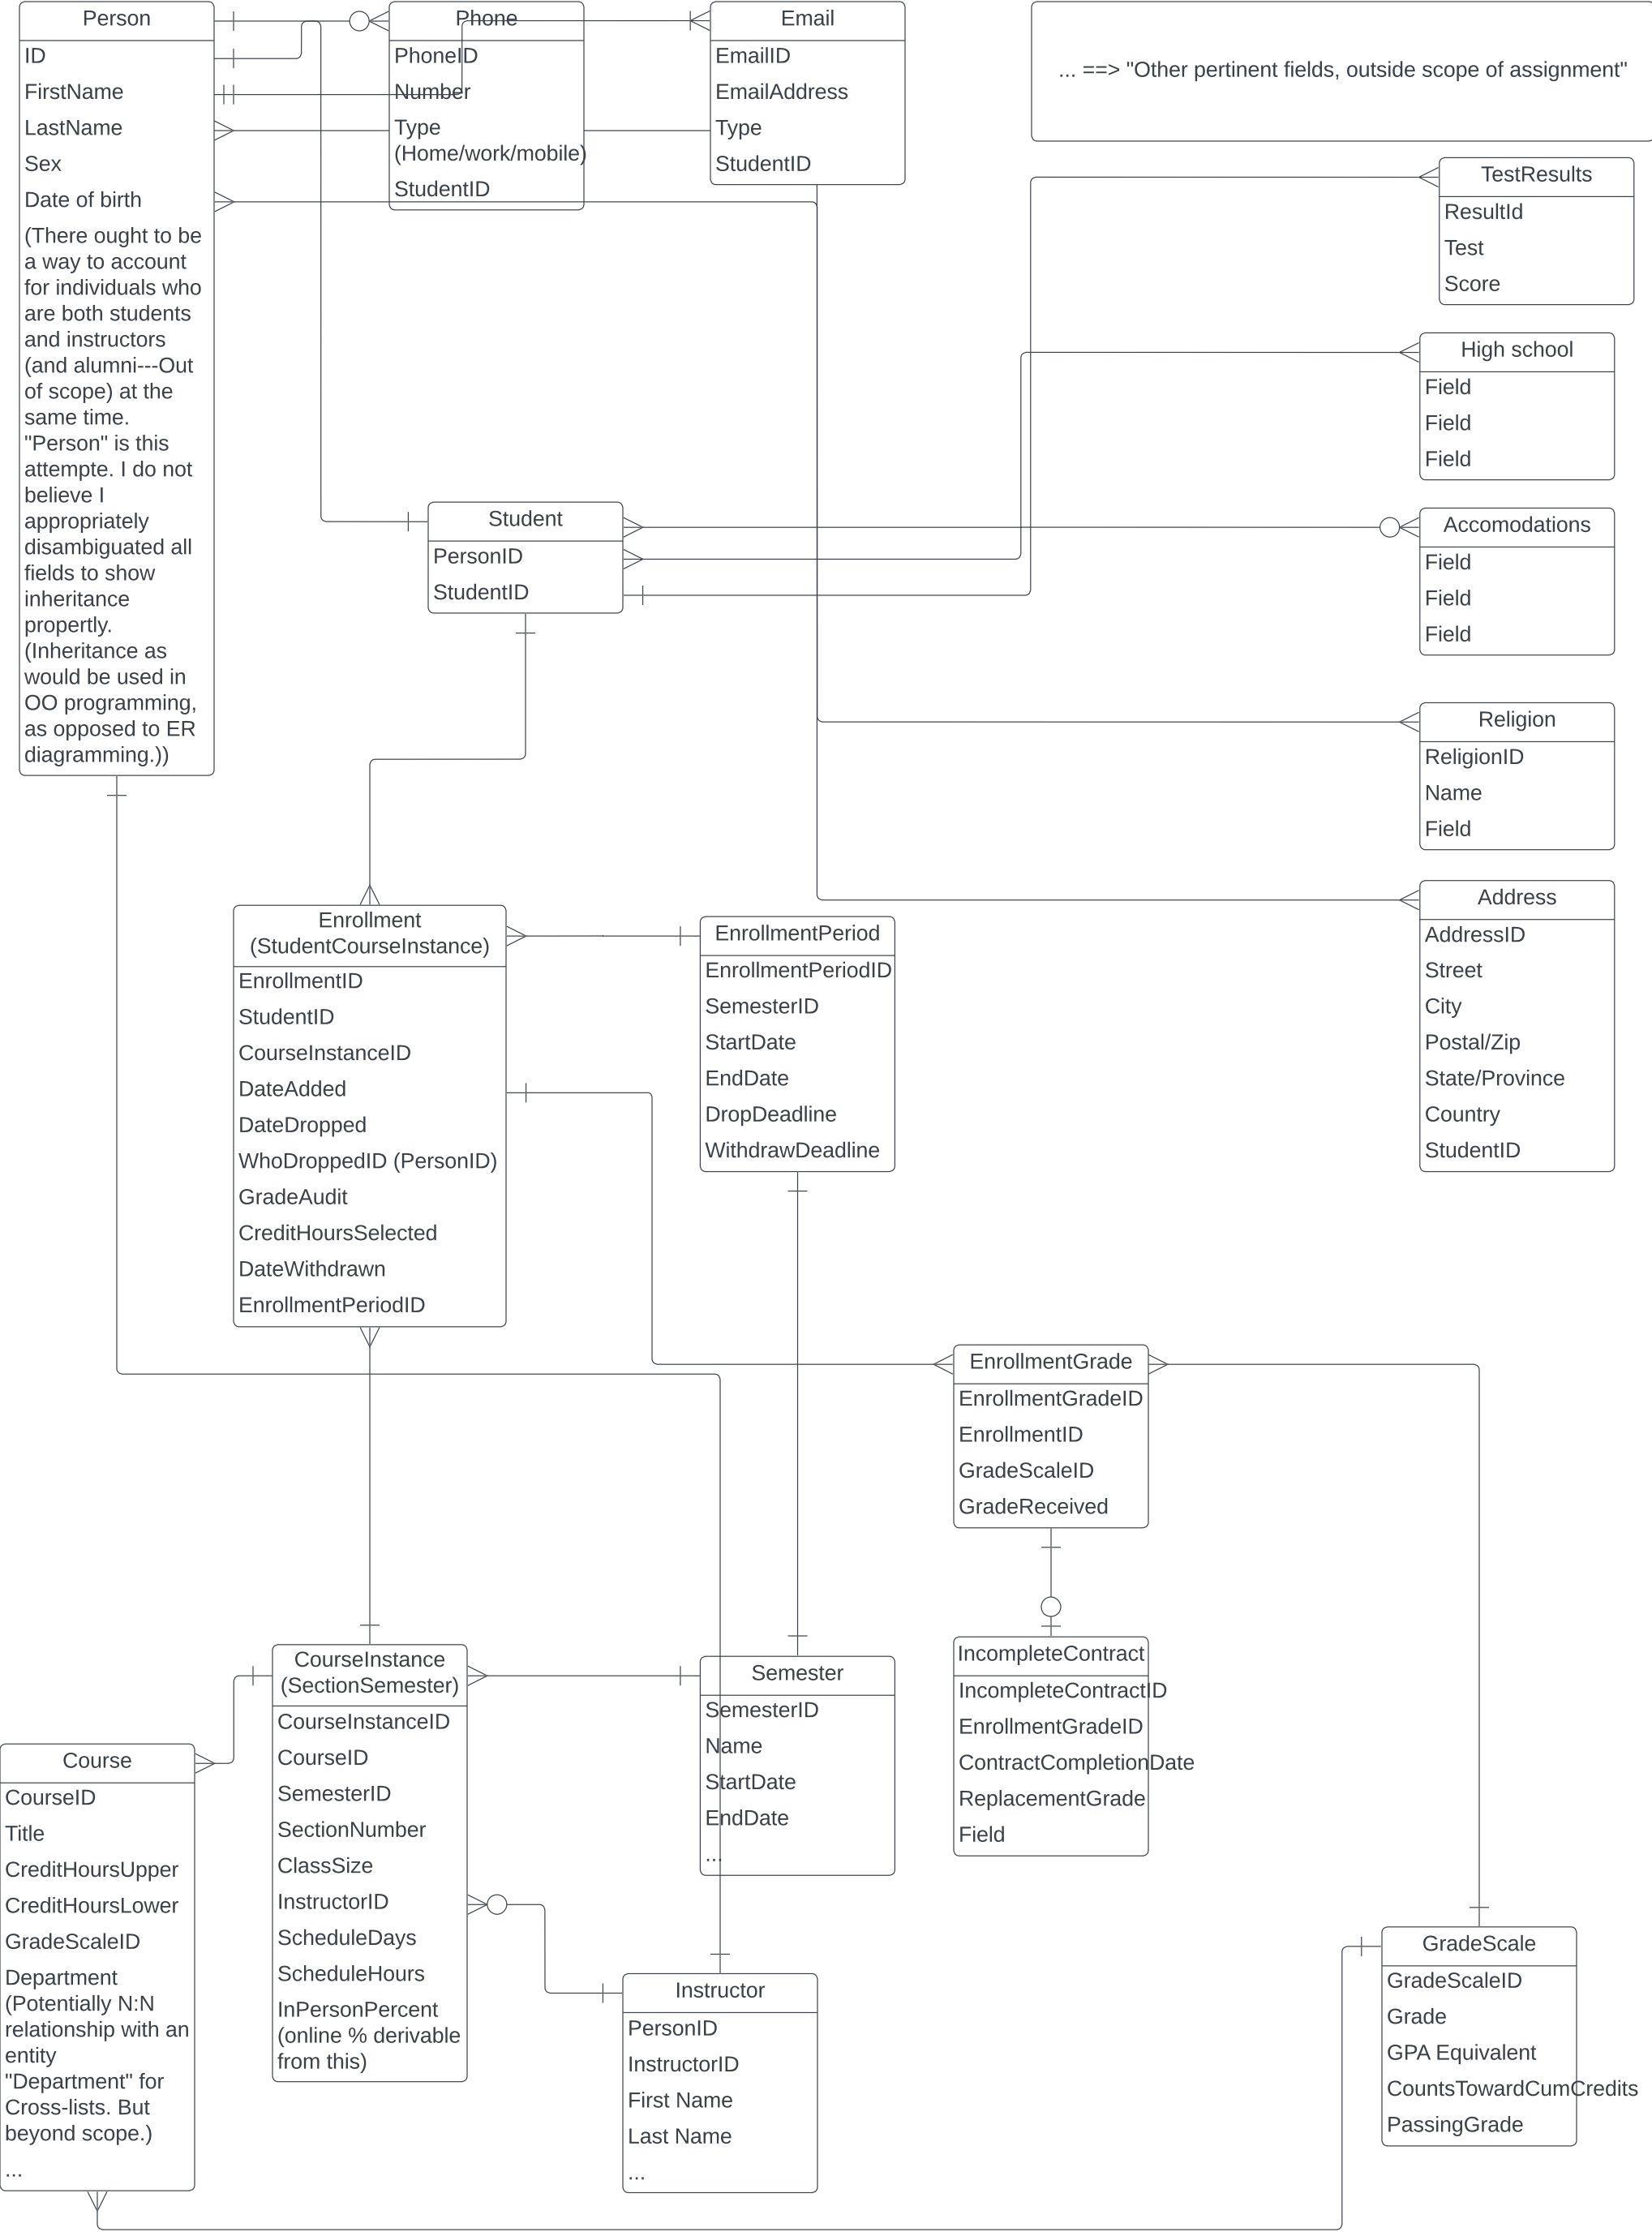 Person
ID
FirstName
LastName
Sex
Date of birth
(There ought to be
a way to account
for individuals who
are both students
and instructors
(and alumni---Out
of scope) at the
same time.
"Person" is this
attempte. I do not
believe I
appropriately
disambiguated all
fields to show
inheritance
propertly.
(Inheritance as
would be used in
OO programming,
as opposed to ER
diagramming.))
Phone
PhoneID
Number
Type
(Home/work/mobile)
StudentID
Email
EmailID
EmailAddress
Type
StudentID
... ==> "Other pertinent fields, outside scope of assignment"
TestResults
ResultId
Test
Score
High school
Field
Field
Field
Student
PersonID
StudentID
Accomodations
Field
Field
Field
Religion
ReligionID
Name
Field
Address
AddressID
Street
City
Postal/Zip
State/Province
Country
StudentID
Enrollment
(StudentCourseInstance)
EnrollmentID
StudentID
CourseInstanceID
DateAdded
DateDropped
WhoDroppedID (PersonID)
GradeAudit
CreditHoursSelected
DateWithdrawn
EnrollmentPeriodID
EnrollmentPeriod
EnrollmentPeriodID
SemesterID
StartDate
EndDate
DropDeadline
WithdrawDeadline
EnrollmentGrade
EnrollmentGradeID
EnrollmentID
GradeScaleID
GradeReceived
IncompleteContract
IncompleteContractID
EnrollmentGradeID
ContractCompletionDate
ReplacementGrade
Field
Course
CourseID
Title
CreditHoursUpper
CreditHoursLower
GradeScaleID
Department
(Potentially N:N
relationship with an
entity
"Department" for
Cross-lists. But
beyond scope.)
...
CourseInstance
(SectionSemester)
CourseInstanceID
CourseID
SemesterID
SectionNumber
ClassSize
InstructorID
ScheduleDays
ScheduleHours
InPersonPercent
(online % derivable
from this)
Semester
SemesterID
Name
StartDate
EndDate
...
Instructor
PersonID
InstructorID
First Name
Last Name
...
GradeScale
GradeScaleID
Grade
GPA Equivalent
CountsTowardCumCredits
PassingGrade